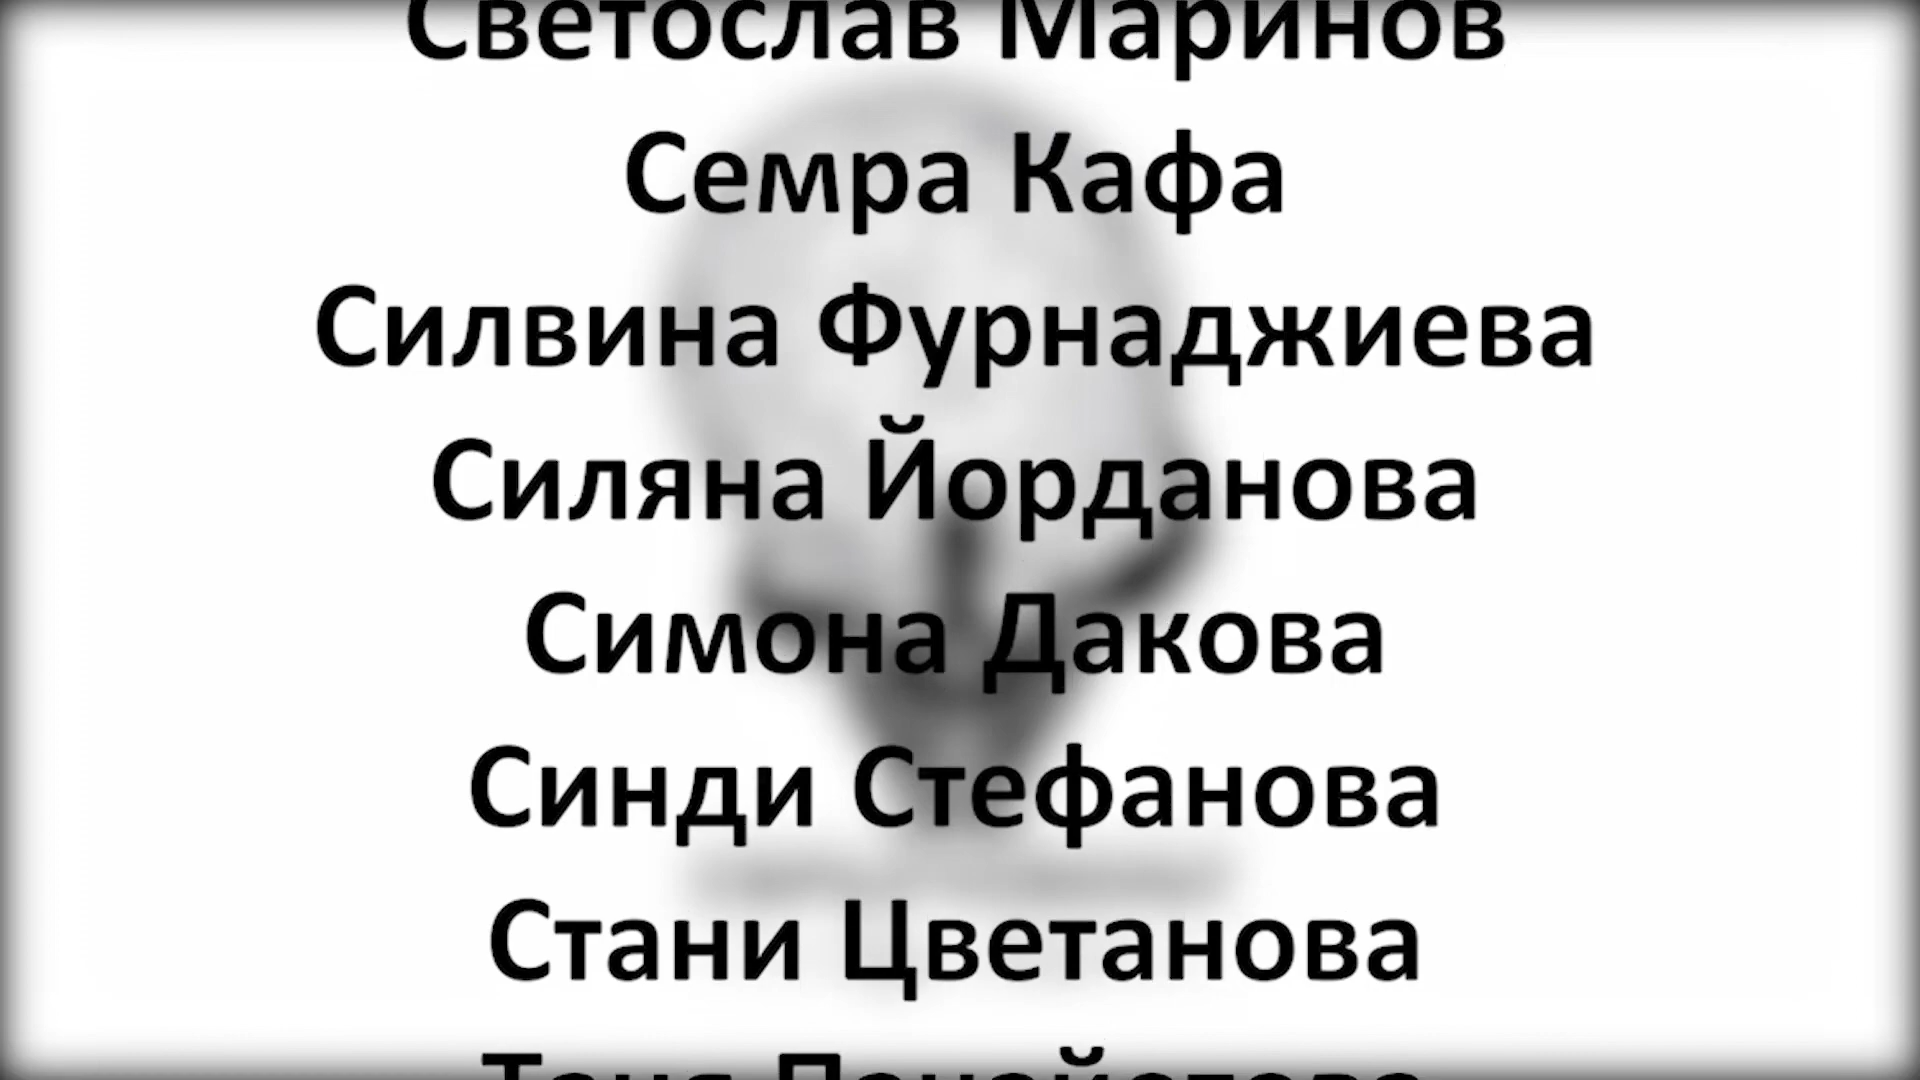 Светослав Маринов
Семра Кафа
Силвина Фурнаджиева
Силяна Йорданова
Симона Дакова
Синди Стефанова
Стани Цветанова